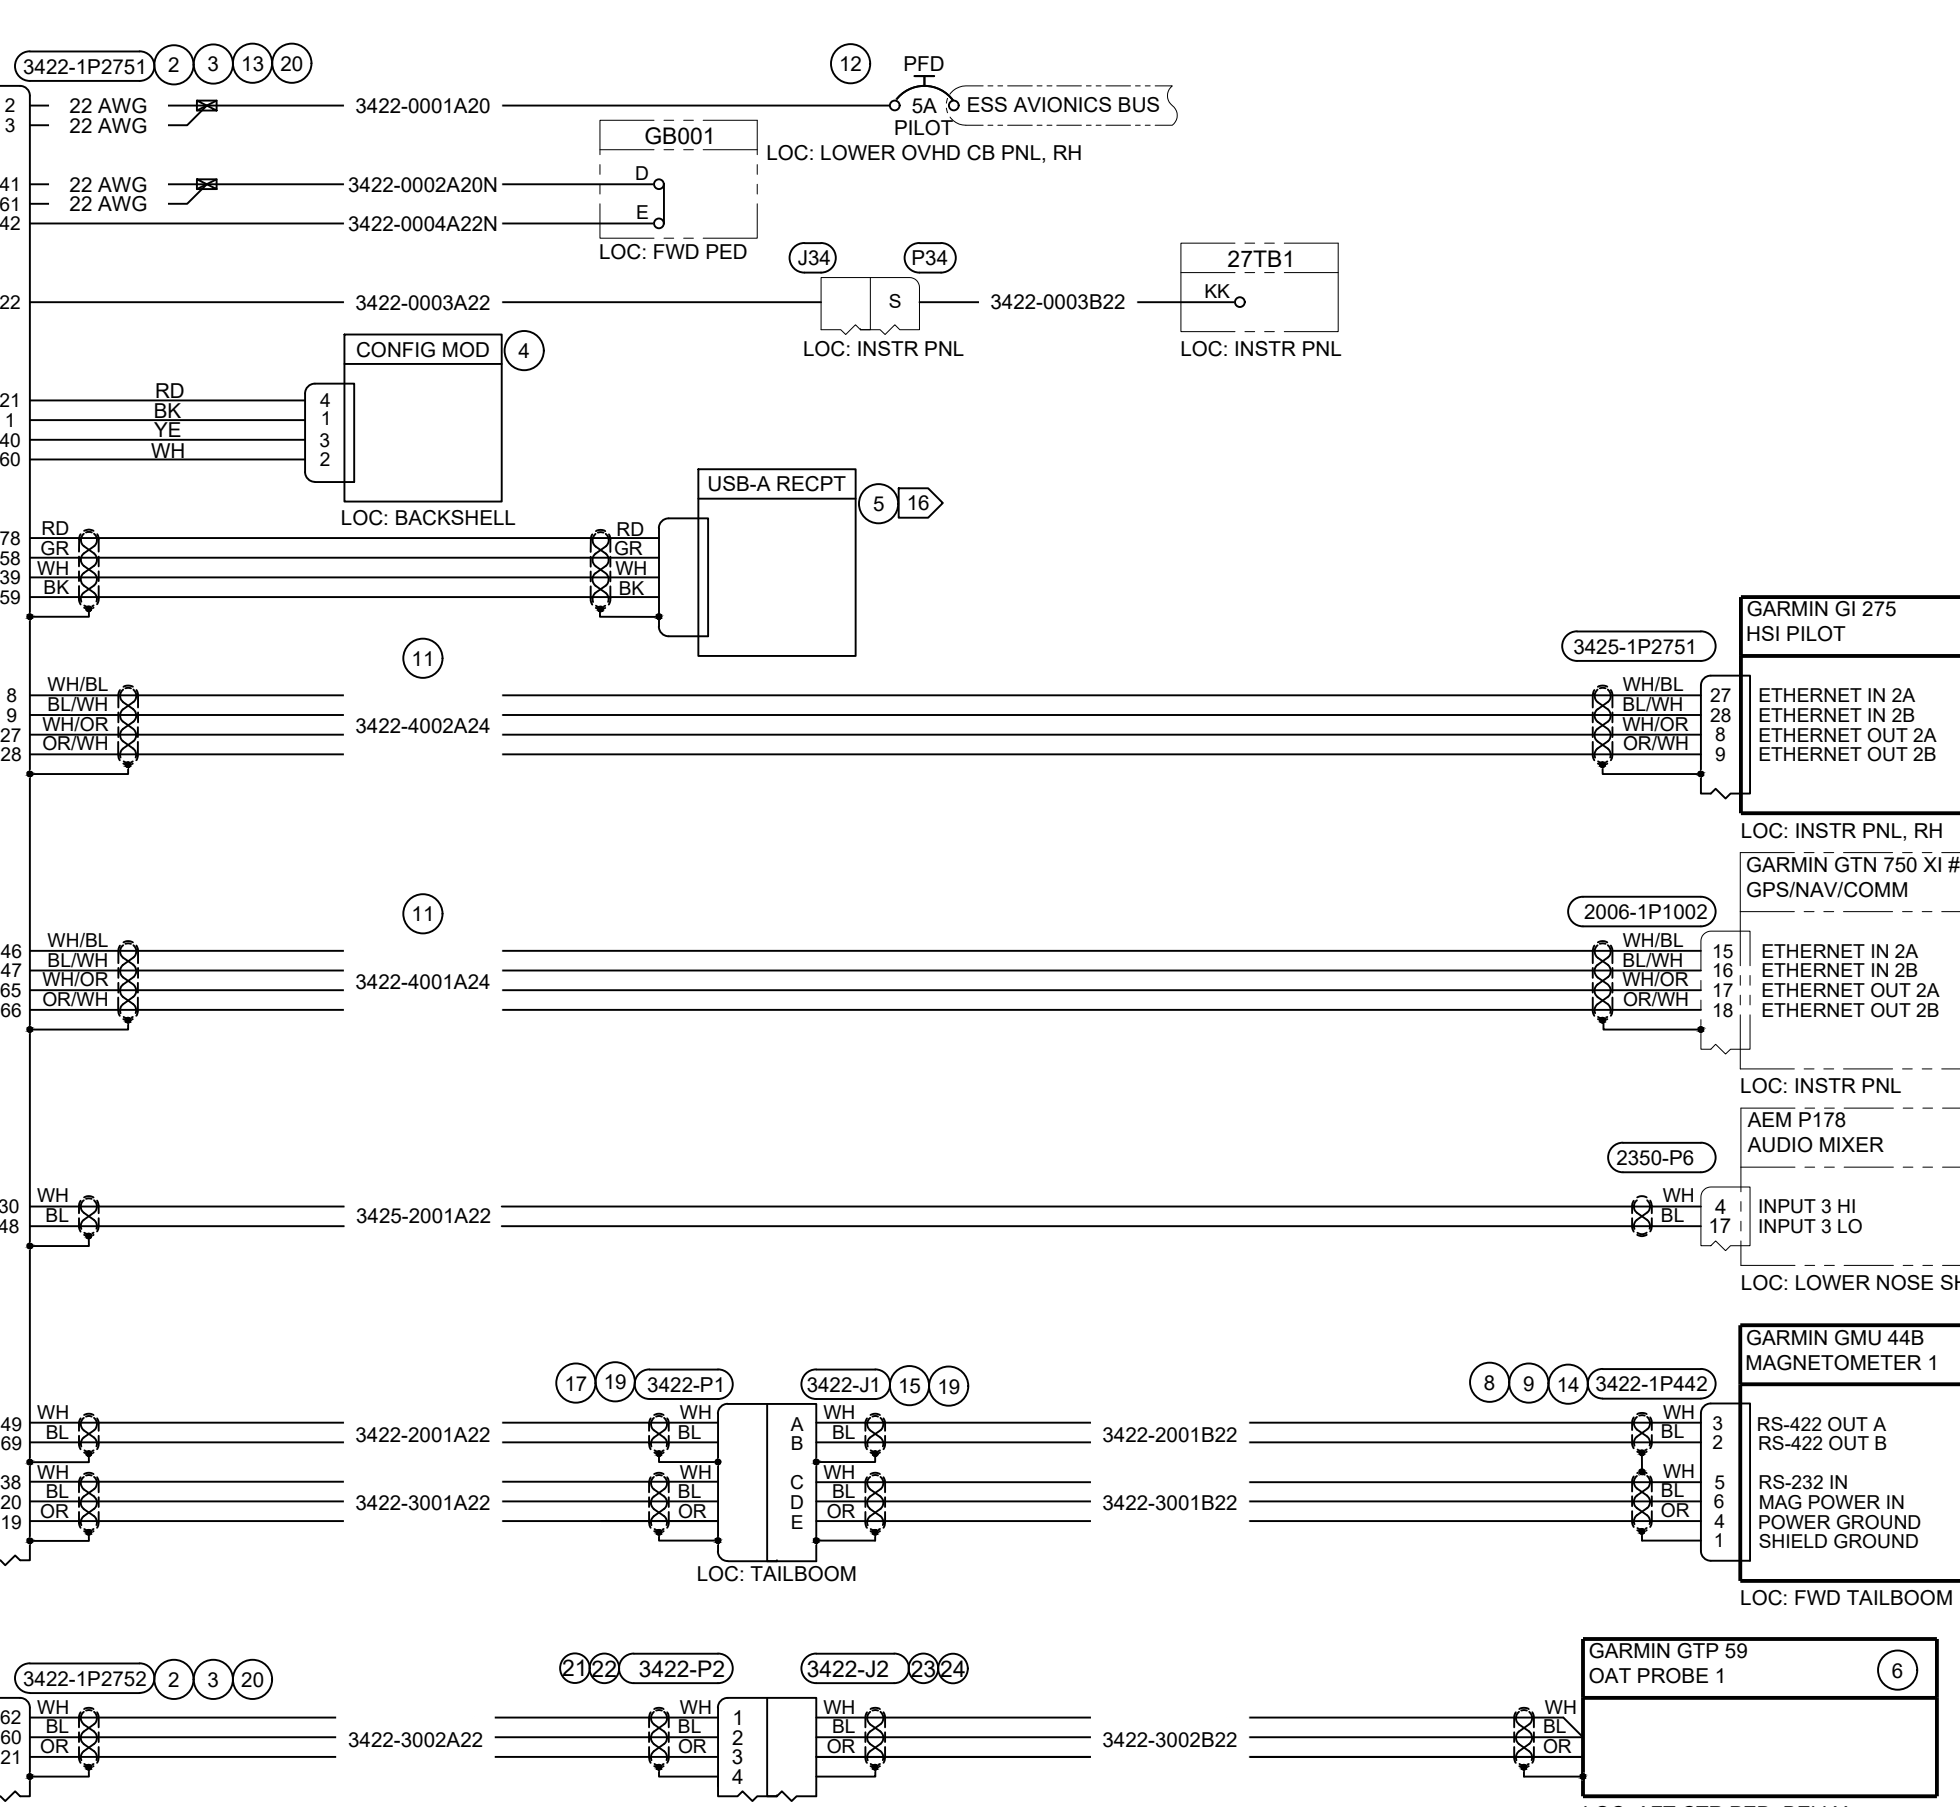 3422-1P2751 2 3 13 20
12 PFD
2 22 AWG 3422-0001A20 5A ESS AVIONICS BUS
3 22 AWG PILOT
GB001 LOC: LOWER OVHD CB PNL, RH
41 22 AWG 3422-0002A20N D
61 22 AWG
42 3422-0004A22N E
LOC: FWD PED
J34 P34 27TB1
22 3422-0003A22 S 3422-0003B22 KK
LOC: INSTR PNL LOC: INSTR PNL
CONFIG MOD 4
21 RD 4
1 BK 1
40 YE 3
60 WH 2
LOC: BACKSHELL
USB-A RECPT 5 16
78 RD RD
58 GR GR
39 WH WH
59 BK BK
GARMIN GI 275
HSI PILOT
11 3425-1P2751
8 WH/BL WH/BL 27 ETHERNET IN 2A
9 BL/WH BL/WH 28 ETHERNET IN 2B
3422-4002A24
27 WH/OR WH/OR 8 ETHERNET OUT 2A
28 OR/WH OR/WH 9 ETHERNET OUT 2B
LOC: INSTR PNL, RH
GARMIN GTN 750 XI #
GPS/NAV/COMM
11 2006-1P1002
46 WH/BL WH/BL 15 ETHERNET IN 2A
47 BL/WH BL/WH 16 ETHERNET IN 2B
3422-4001A24
65 WH/OR WH/OR 17 ETHERNET OUT 2A
66 OR/WH OR/WH 18 ETHERNET OUT 2B
LOC: INSTR PNL
AEM P178
AUDIO MIXER
2350-P6
30 WH WH 4 INPUT 3 HI
3425-2001A22
48 BL BL 17 INPUT 3 LO
LOC: LOWER NOSE SH
GARMIN GMU 44B
MAGNETOMETER 1
17 19 3422-P1 3422-J1 15 19 8 9 14 3422-1P442
49 WH WH A WH WH 3 RS-422 OUT A
3422-2001A22 3422-2001B22
69 BL BL B BL BL 2 RS-422 OUT B
38 WH WH C WH WH 5 RS-232 IN
20 BL 3422-3001A22 BL D BL 3422-3001B22 BL 6 MAG POWER IN
19 OR OR E OR OR 4 POWER GROUND
1 SHIELD GROUND
LOC: TAILBOOM
LOC: FWD TAILBOOM
3422-1P2752 2 3 20 21 22 3422-P2 3422-J2 23 24
GARMIN GTP 59
OAT PROBE 1 6
62 WH WH 1 WH WH
60 BL 3422-3002A22 BL 2 BL 3422-3002B22 BL
21 OR OR 3 OR OR
4